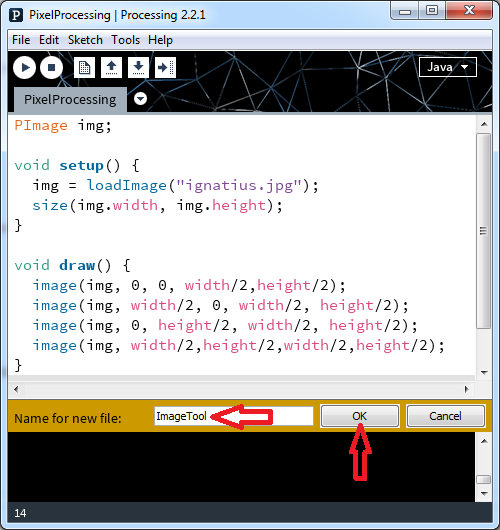 PixelProcessing | Processing 2.2.1
File Edit Sketch Tools Help
Java
PixelProcessing
PImage img;
void setup() {
  img = loadImage("ignatius.jpg");
  size(img.width, img.height);
}
void draw() {
  image(img, 0, 0, width/2,height/2);
  image(img, width/2, 0, width/2, height/2);
  image(img, 0, height/2, width/2, height/2);
  image(img, width/2,height/2,width/2,height/2);
}
Name for new file: ImageTool OK Cancel
14